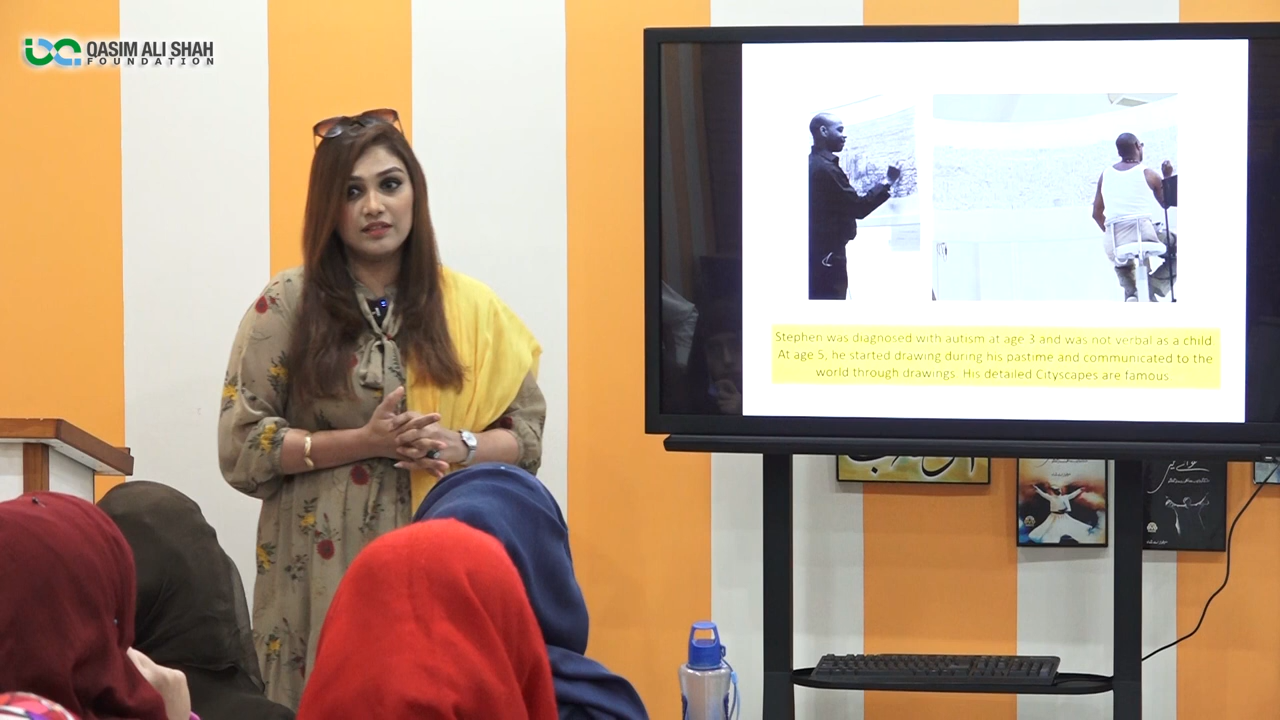 QASIM ALI SHAH
FOUNDATION
Stephen was diagnosed with autism at age 3 and was not verbal as a child.
At age 5, he started drawing during his pastime and communicated to the
world through drawings. His detailed Cityscapes are famous.